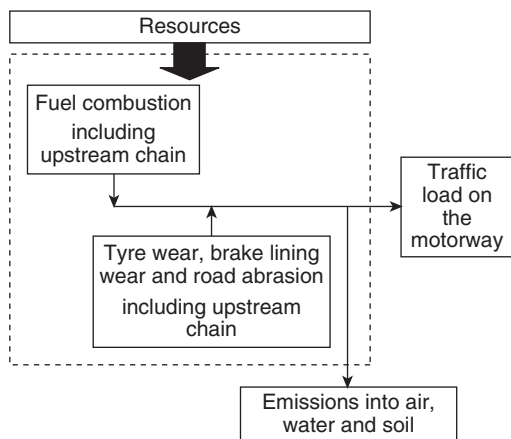 Resources
Fuel combustion
including
upstream chain
Traffic
load on
the
motorway
Tyre wear, brake lining
wear and road abrasion
including upstream
chain
Emissions into air,
water and soil